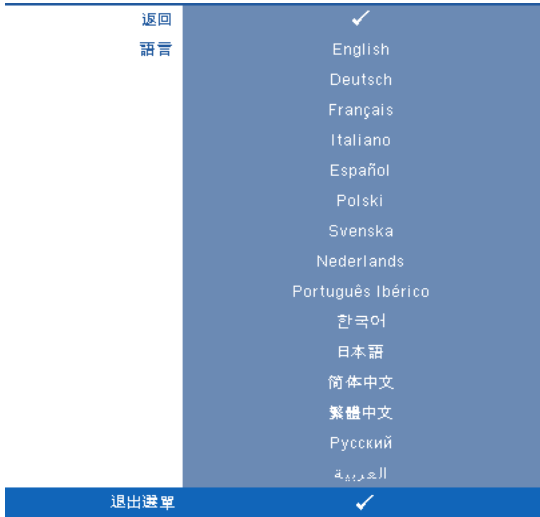 返回 ✓
語言 English
Deutsch
Français
Italiano
Español
Polski
Svenska
Nederlands
Português Ibérico
한국어
日本語
简体中文
繁體中文
Русский
العربية
退出選單 ✓